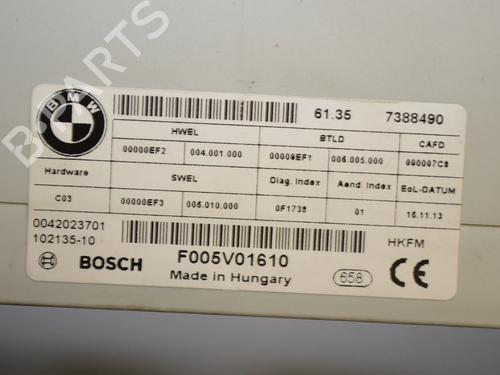 B-PARTS
BMW
61.35 7388490
HWEL BTLD CAFD
00000EF2 004.001.000 00000EF1 006.005.000 000007C8
Hardware SWEL Diag. Index Aend. Index EoL-DATUM
C03 00000EF3 006.010.000 0F1738 01 15.11.13
0042023701
102135-10
HKFM
BOSCH F005V01610
Made in Hungary 658 CE